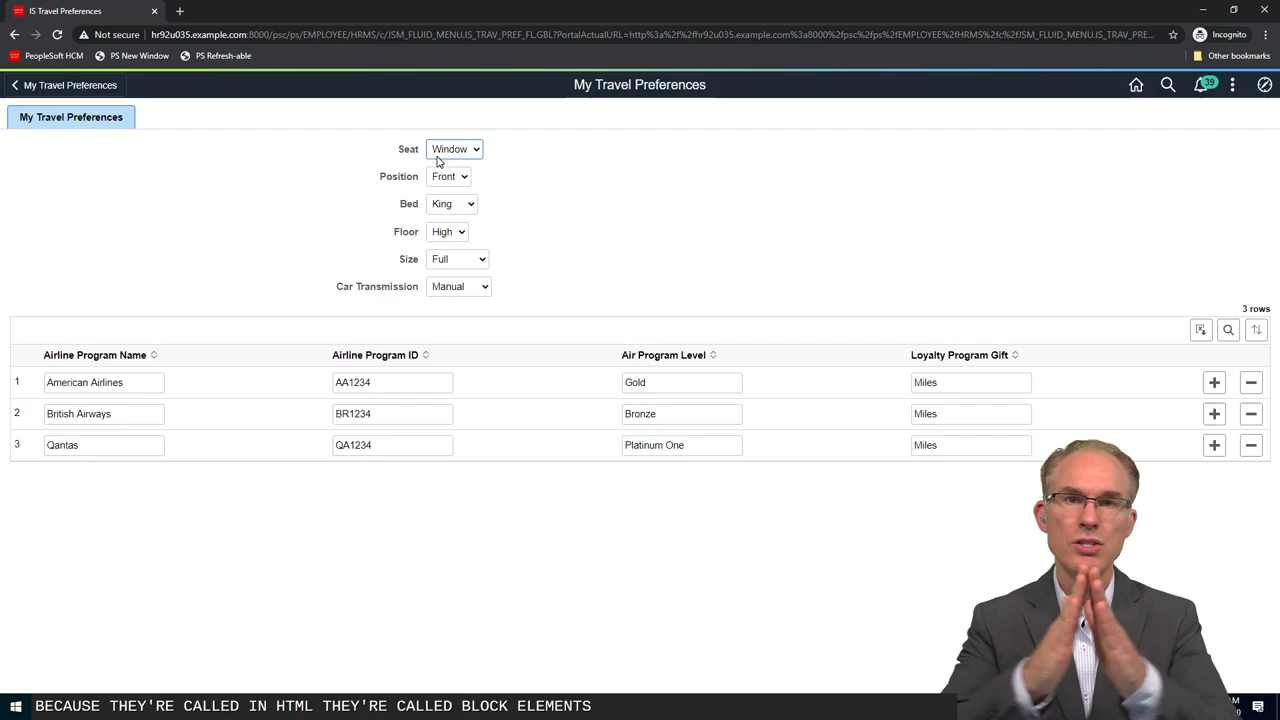 IS Travel Preferences
Not secure hr92u035.example.com:8000/psc/ps/EMPLOYEE/HRMS/c/JSM_FLUID_MENU.IS_TRAV_PREF_FL.GBL?PortalActualURL=http%3a%2f%2fhr92u035.example.com%3a8000%2fpsc%2fps%2fEMPLOYEE%2fHRMS%2fc%2fJSM_FLUID_MENU.IS_TRAV_PRE... Incognito
PeopleSoft HCM PS New Window PS Refresh-able Other bookmarks
My Travel Preferences My Travel Preferences 39
My Travel Preferences
Seat Window
Position Front
Bed King
Floor High
Size Full
Car Transmission Manual
3 rows
Airline Program Name Airline Program ID Air Program Level Loyalty Program Gift
1 American Airlines AA1234 Gold Miles
2 British Airways BR1234 Bronze Miles
3 Qantas QA1234 Platinum One Miles
BECAUSE THEY'RE CALLED IN HTML THEY'RE CALLED BLOCK ELEMENTS